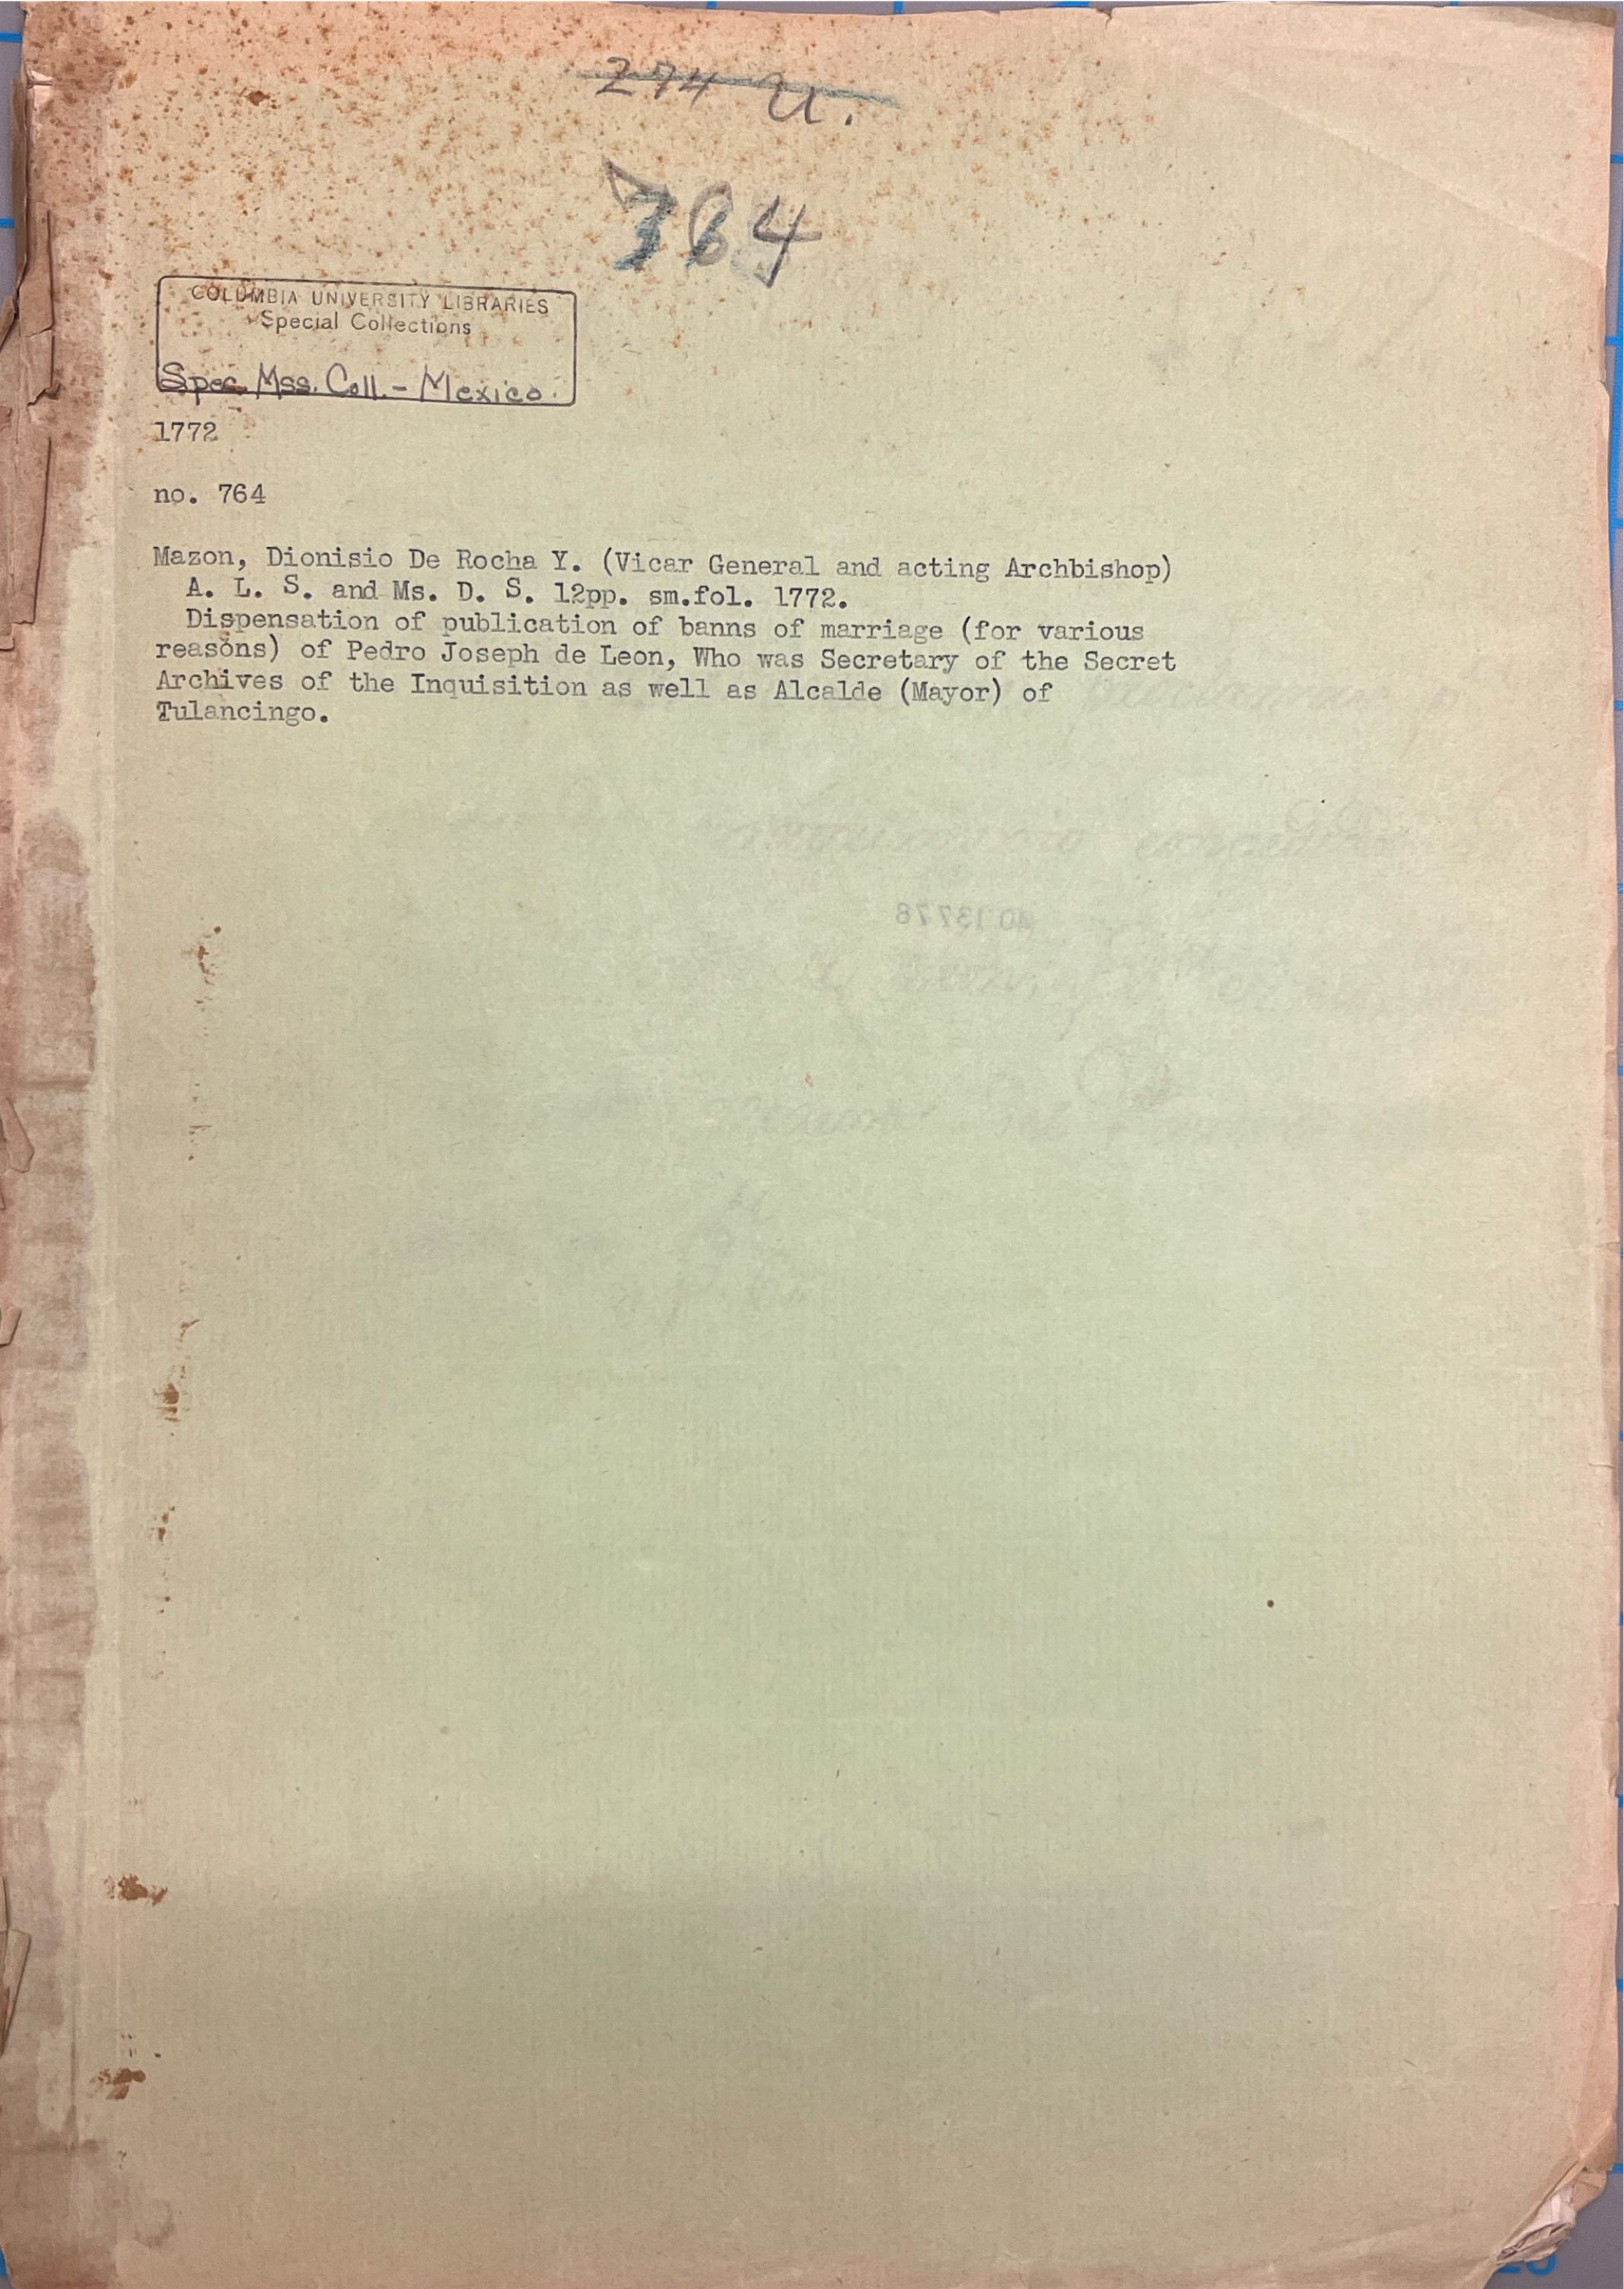 274 U.
764
COLUMBIA UNIVERSITY LIBRARIES
Special Collections
Spec. Mss. Coll. - Mexico.
1772
no. 764
Mazon, Dionisio De Rocha Y. (Vicar General and acting Archbishop)
A. L. S. and Ms. D. S. 12pp. sm.fol. 1772.
Dispensation of publication of banns of marriage (for various
reasons) of Pedro Joseph de Leon, Who was Secretary of the Secret
Archives of the Inquisition as well as Alcalde (Mayor) of
Tulancingo.
40 13778